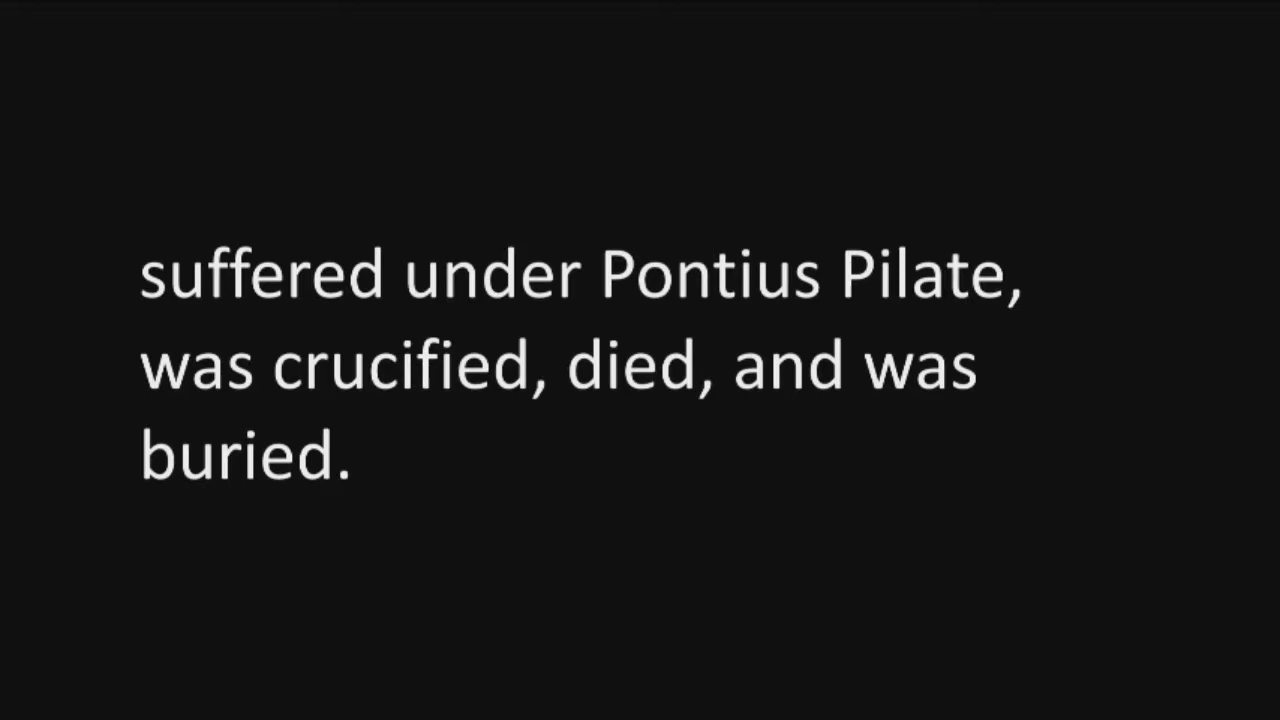 suffered under Pontius Pilate,
was crucified, died, and was
buried.